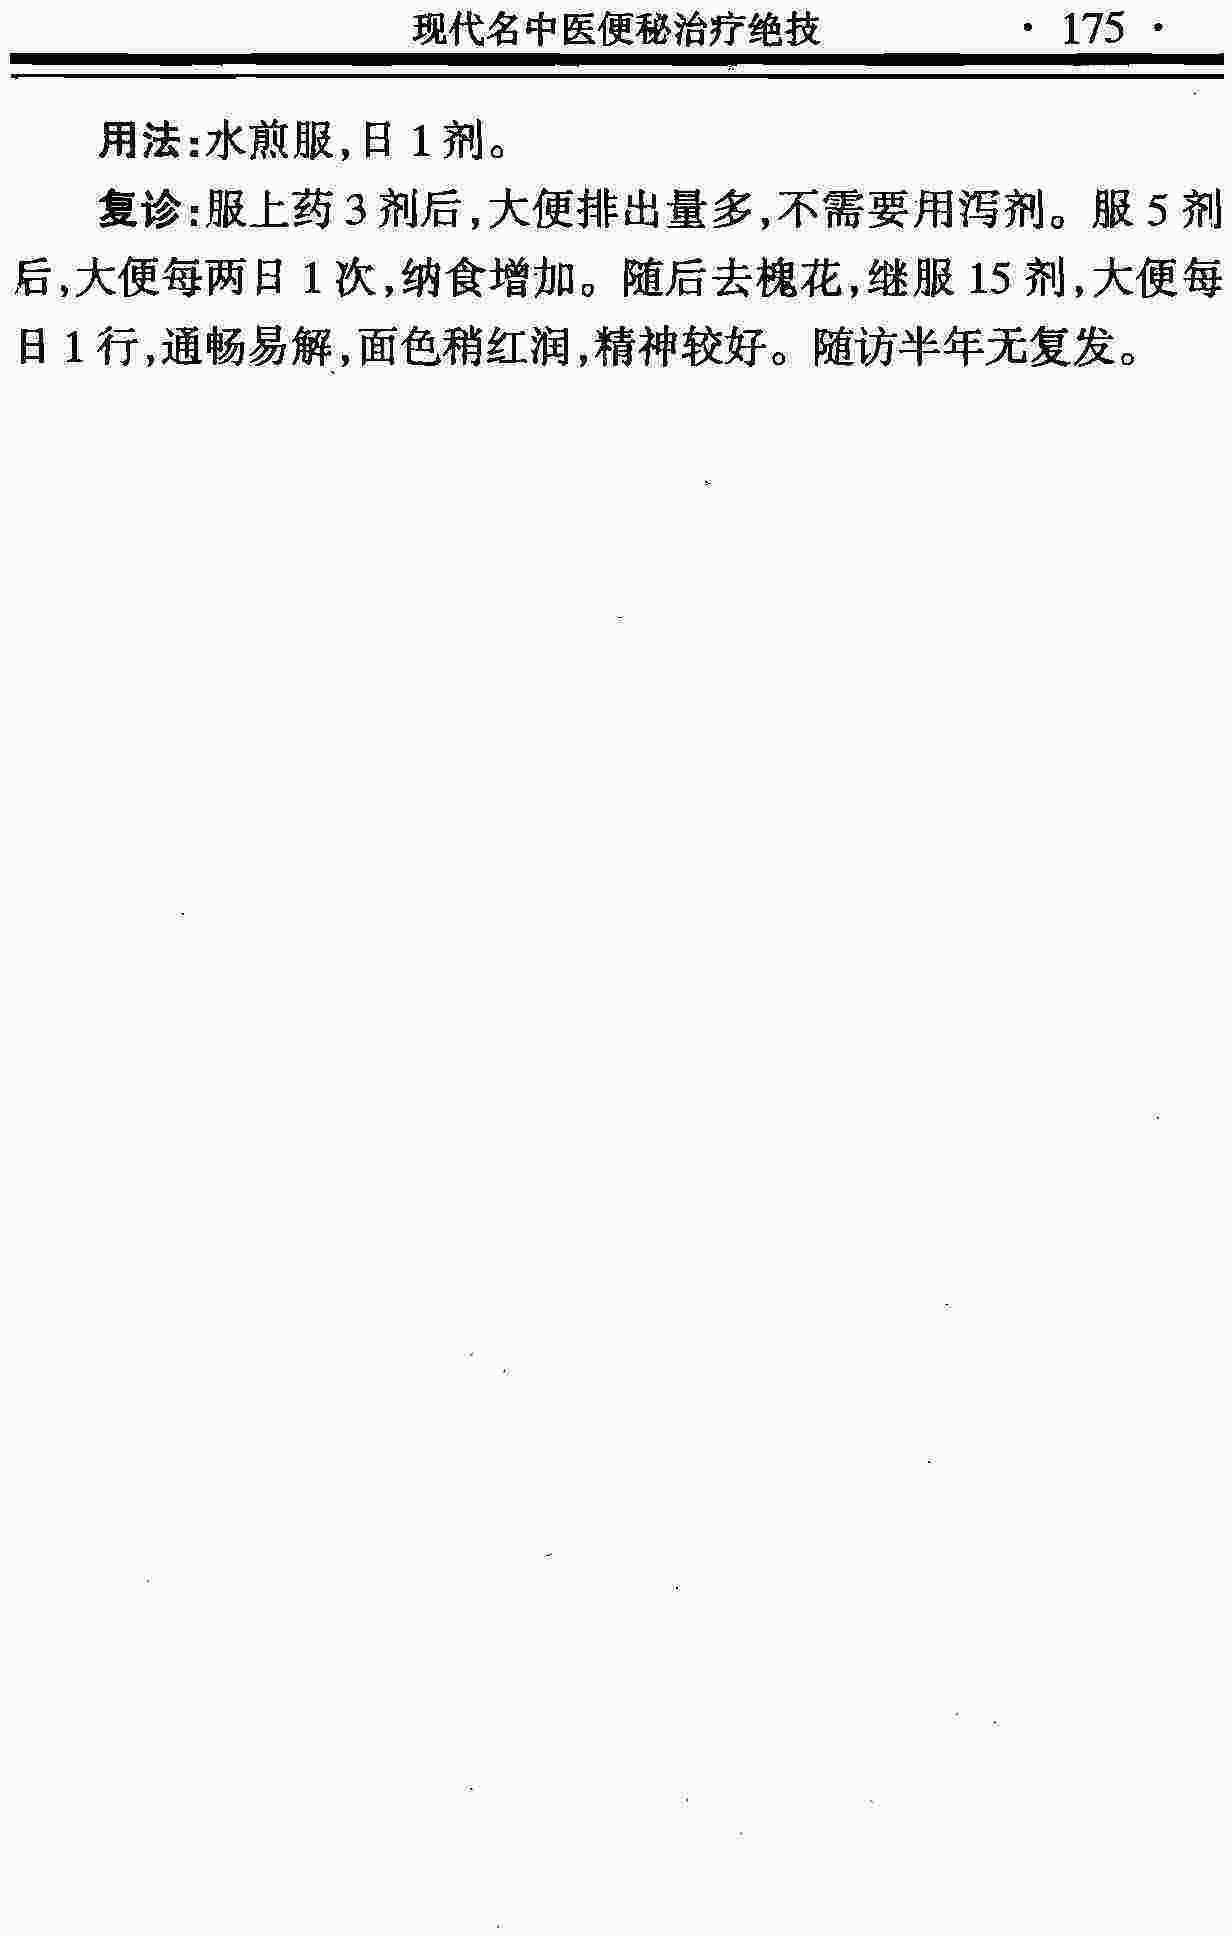 现代名中医便秘治疗绝技 · 175 ·
用法:水煎服,日 1 剂。
复诊:服上药 3 剂后,大便排出量多,不需要用泻剂。服 5 剂
后,大便每两日 1 次,纳食增加。随后去槐花,继服 15 剂,大便每
日 1 行,通畅易解,面色稍红润,精神较好。随访半年无复发。